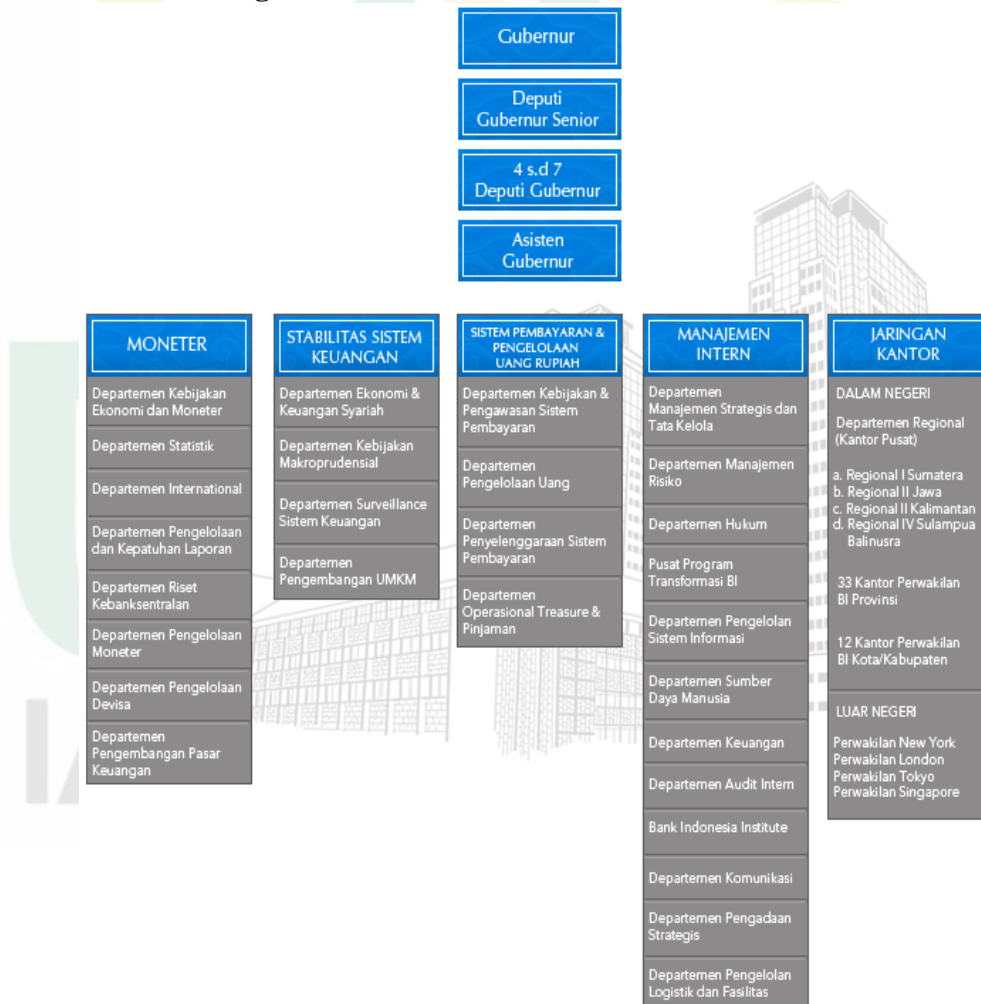 Gubernur
Deputi
Gubernur Senior
4 s.d 7
Deputi Gubernur
Asisten
Gubernur
MONETER
Departemen Kebijakan
Ekonomi dan Moneter
Departemen Statistik
Departemen International
Departemen Pengelolaan
dan Kepatuhan Laporan
Departemen Riset
Kebanksentralan
Departemen Pengelolaan
Moneter
Departemen Pengelolaan
Devisa
Departemen
Pengembangan Pasar
Keuangan
STABILITAS SISTEM
KEUANGAN
Departemen Ekonomi &
Keuangan Syariah
Departemen Kebijakan
Makroprudensial
Departemen Surveillance
Sistem Keuangan
Departemen
Pengembangan UMKM
SISTEM PEMBAYARAN &
PENGELOLAAN
UANG RUPIAH
Departemen Kebijakan &
Pengawasan Sistem
Pembayaran
Departemen
Pengelolaan Uang
Departemen
Penyelenggaraan Sistem
Pembayaran
Departemen
Operasional Treasure &
Pinjaman
MANAJEMEN
INTERN
Departemen
Manajemen Strategis dan
Tata Kelola
Departemen Manajemen
Risiko
Departemen Hukum
Pusat Program
Transformasi BI
Departemen Pengelolan
Sistem Informasi
Departemen Sumber
Daya Manusia
Departemen Keuangan
Departemen Audit Intern
Bank Indonesia Institute
Departemen Komunikasi
Departemen Pengadaan
Strategis
Departemen Pengelolan
Logistik dan Fasilitas
JARINGAN
KANTOR
DALAM NEGERI
Departemen Regional
(Kantor Pusat)
a. Regional I Sumatera
b. Regional II Jawa
c. Regional II Kalimantan
d. Regional IV Sulampua
Balinusra
33 Kantor Perwakilan
BI Provinsi
12 Kantor Perwakilan
BI Kota/Kabupaten
LUAR NEGERI
Perwakilan New York
Perwakilan London
Perwakilan Tokyo
Perwakilan Singapore